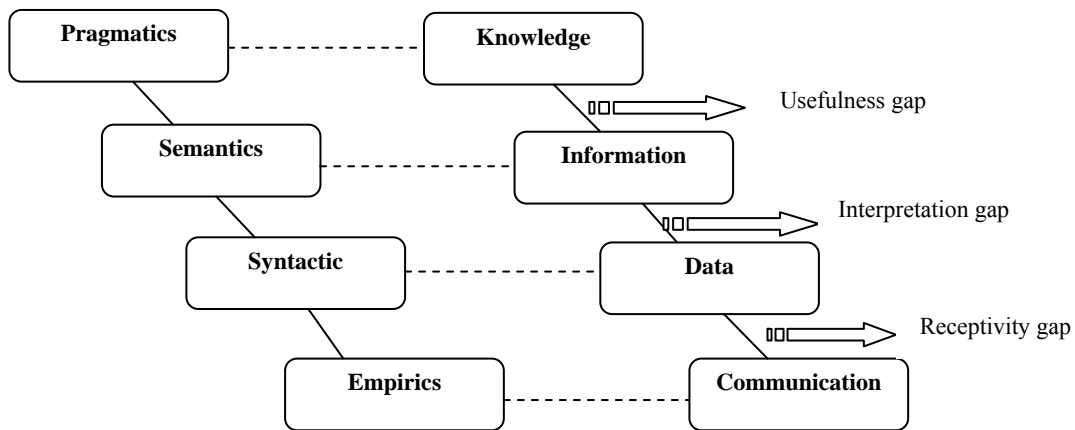 Pragmatics
Knowledge
Usefulness gap
Semantics
Information
Interpretation gap
Syntactic
Data
Receptivity gap
Empirics
Communication